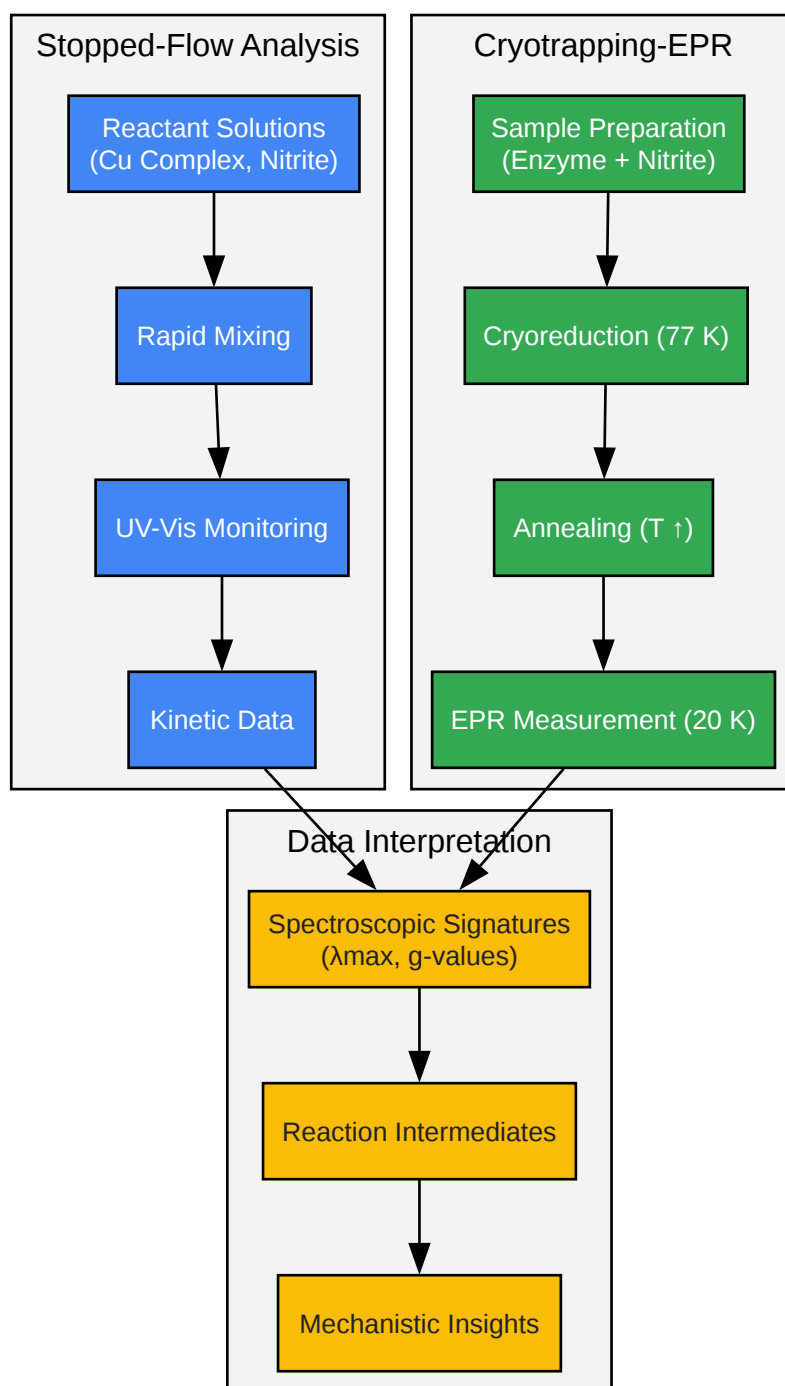 Stopped-Flow Analysis
Reactant Solutions
(Cu Complex, Nitrite)
Rapid Mixing
UV-Vis Monitoring
Kinetic Data
Cryotrapping-EPR
Sample Preparation
(Enzyme + Nitrite)
Cryoreduction (77 K)
Annealing (T ↑)
EPR Measurement (20 K)
Data Interpretation
Spectroscopic Signatures
(λmax, g-values)
Reaction Intermediates
Mechanistic Insights